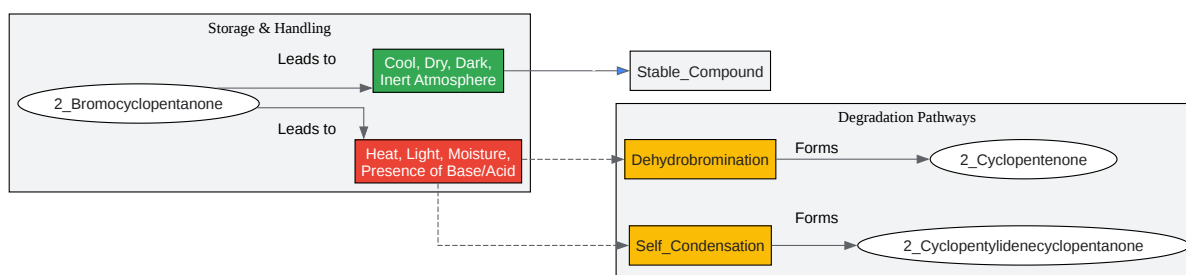 Storage & Handling
Leads to
Cool, Dry, Dark,
Inert Atmosphere
Stable_Compound
2_Bromocyclopentanone
Leads to
Heat, Light, Moisture,
Presence of Base/Acid
Degradation Pathways
Dehydrobromination
Forms
2_Cyclopentenone
Self_Condensation
Forms
2_Cyclopentylidenecyclopentanone